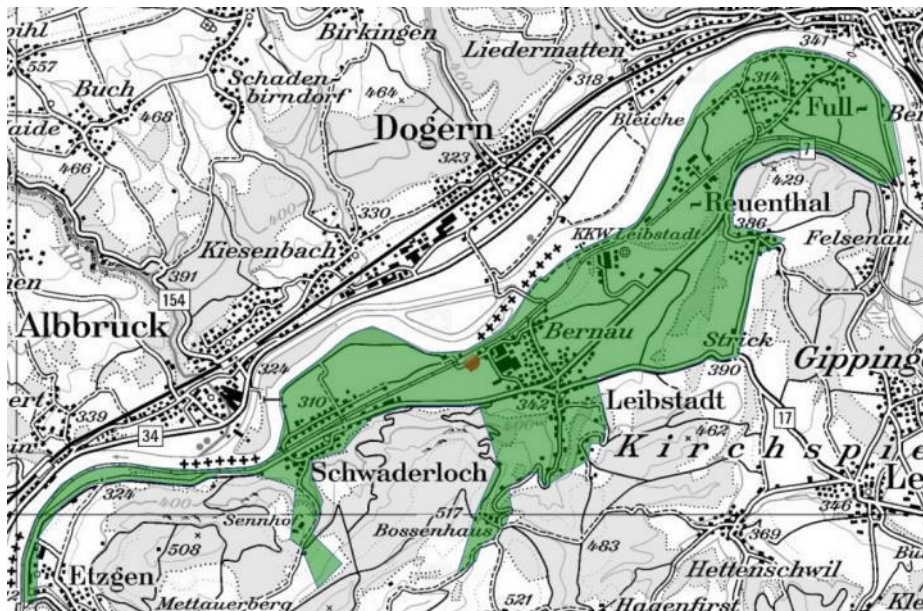 Birkingen
Liedermatten
341
557
Buch
Schaden-
birndorf
464
318
314
Full-
468
Dogern
Bleiche
466
323
7
429
-Reuenthal
386
330
KKW Leibstadt
Felsenau
Kiesenbach
Alb
391
154
Albbruck
Bernau
Strick
Gipping
324
390
310
342
Leibstadt
339
34
17
462
Kirchspie
Schwaderloch
324
Le
517
346
Sennho
Bossenhaus
369
508
483
Etzgen
Hettenschwil
Mettauerberg
521
Hagenfirst